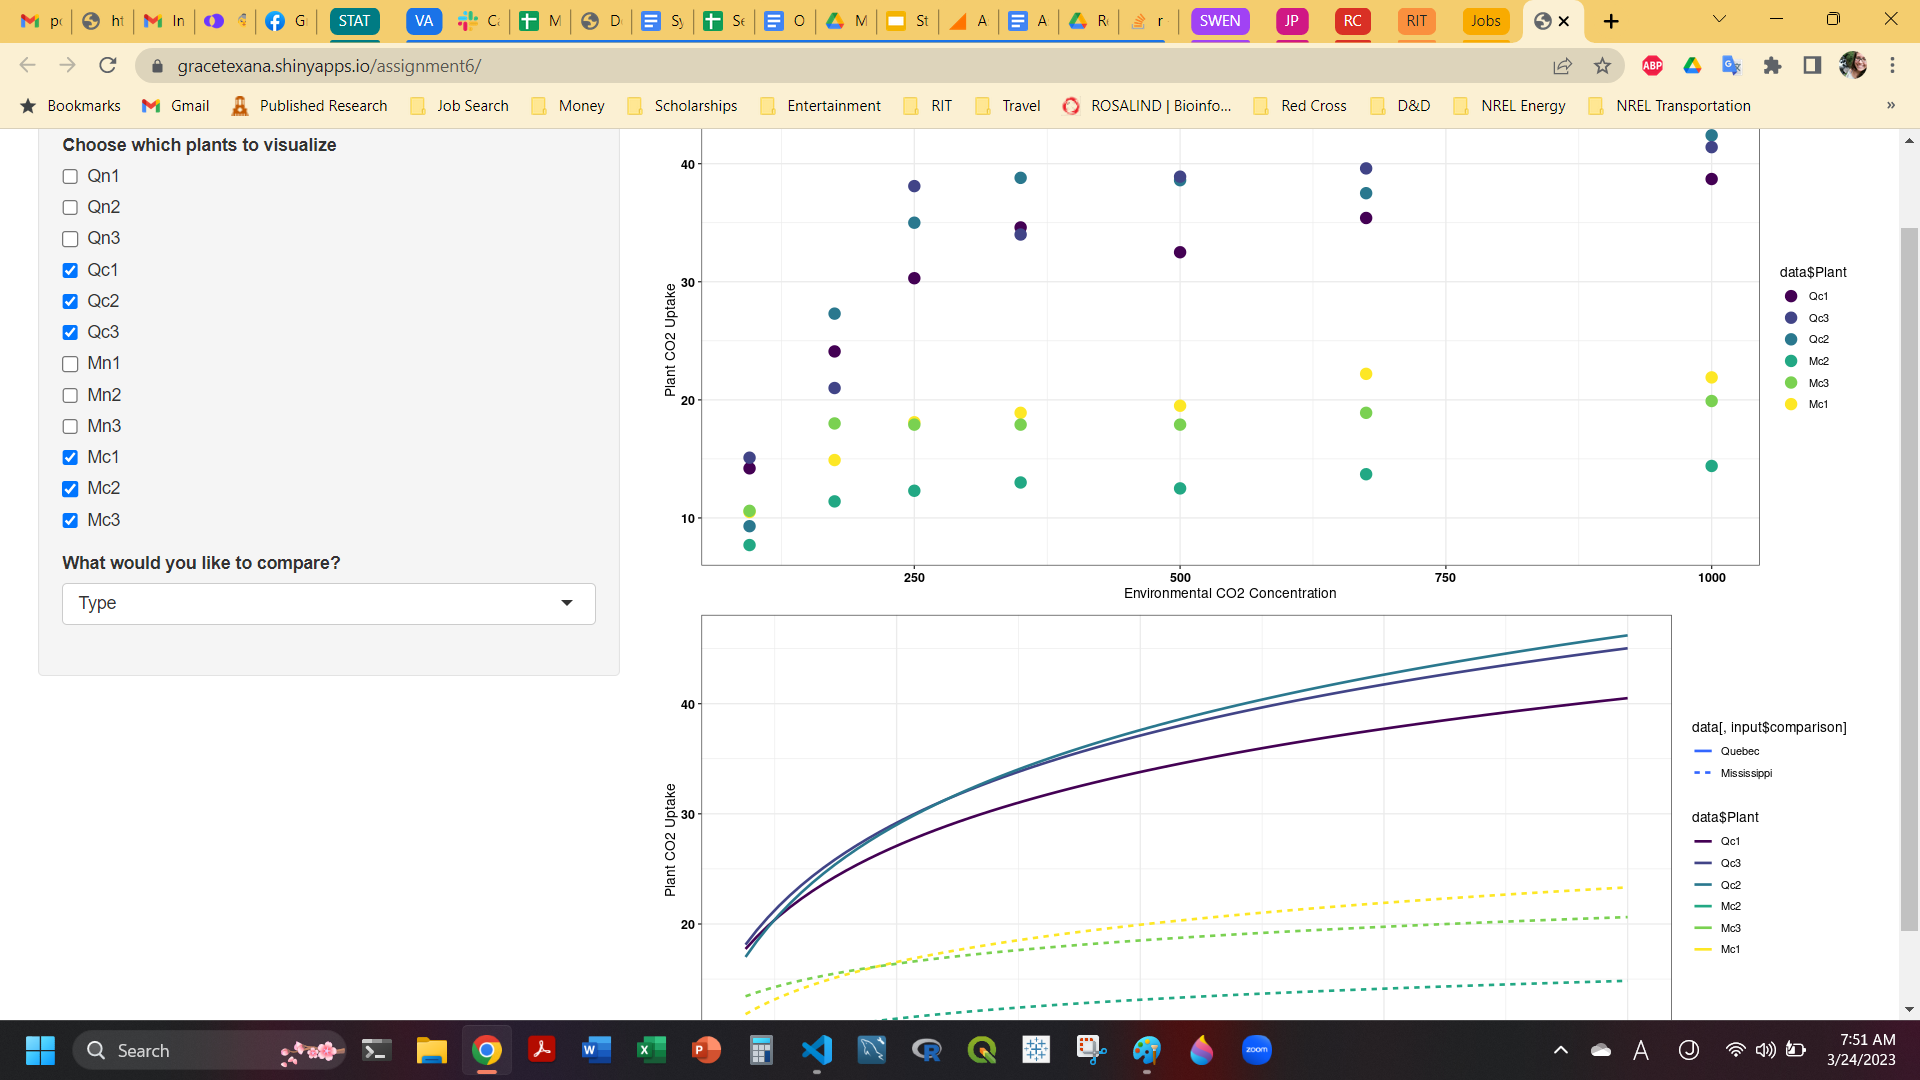 STAT
VA
SWEN
JP
RC
RIT
Jobs
gracetexana.shinyapps.io/assignment6/
ABP
Bookmarks
Gmail
Published Research
Job Search
Money
Scholarships
Entertainment
RIT
Travel
ROSALIND | Bioinfo...
Red Cross
D&D
NREL Energy
NREL Transportation
»
Choose which plants to visualize
Qn1
Qn2
Qn3
Qc1
Qc2
Qc3
Mn1
Mn2
Mn3
Mc1
Mc2
Mc3
What would you like to compare?
Type
40
30
20
10
Plant CO2 Uptake
250 500 750 1000
Environmental CO2 Concentration
data$Plant
Qc1
Qc3
Qc2
Mc2
Mc3
Mc1
40
30
20
Plant CO2 Uptake
data[, input$comparison]
Quebec
Mississippi
data$Plant
Qc1
Qc3
Qc2
Mc2
Mc3
Mc1
Search
zoom
7:51 AM
3/24/2023